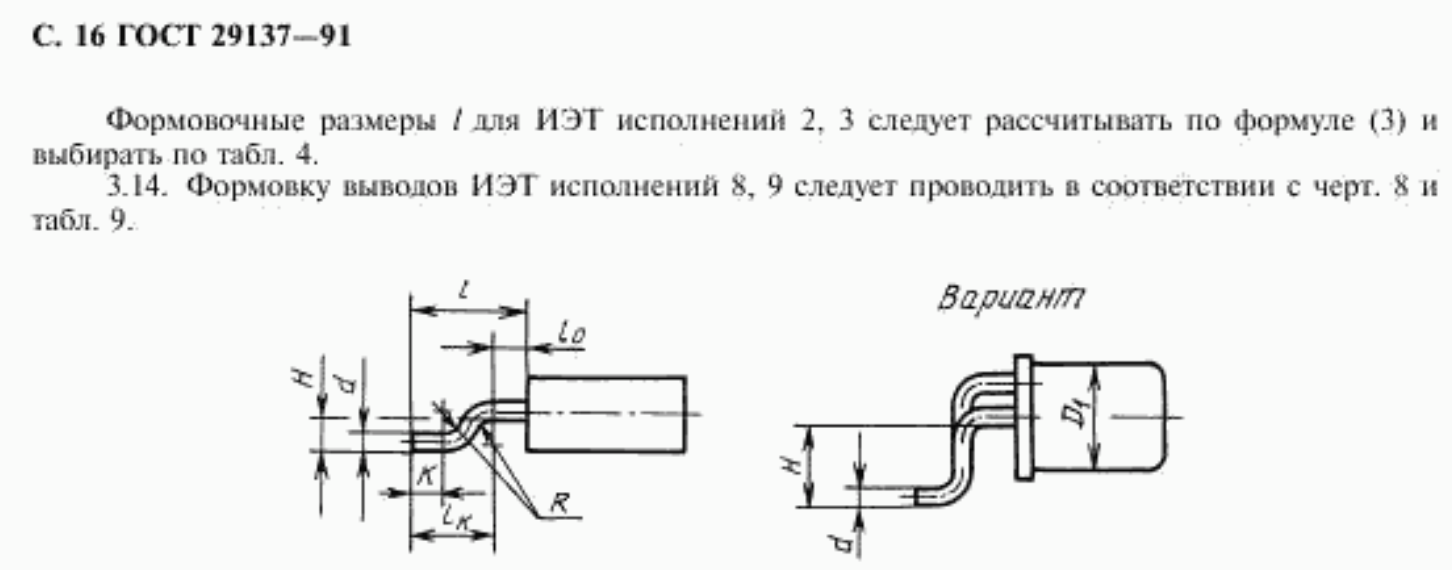 С. 16 ГОСТ 29137—91
Формовочные размеры l для ИЭТ исполнений 2, 3 следует рассчитывать по формуле (3) и
выбирать по табл. 4.
3.14. Формовку выводов ИЭТ исполнений 8, 9 следует проводить в соответствии с черт. 8 и
табл. 9.
l
l0
H
d
K
lк
R
Вариант
D1
H
d